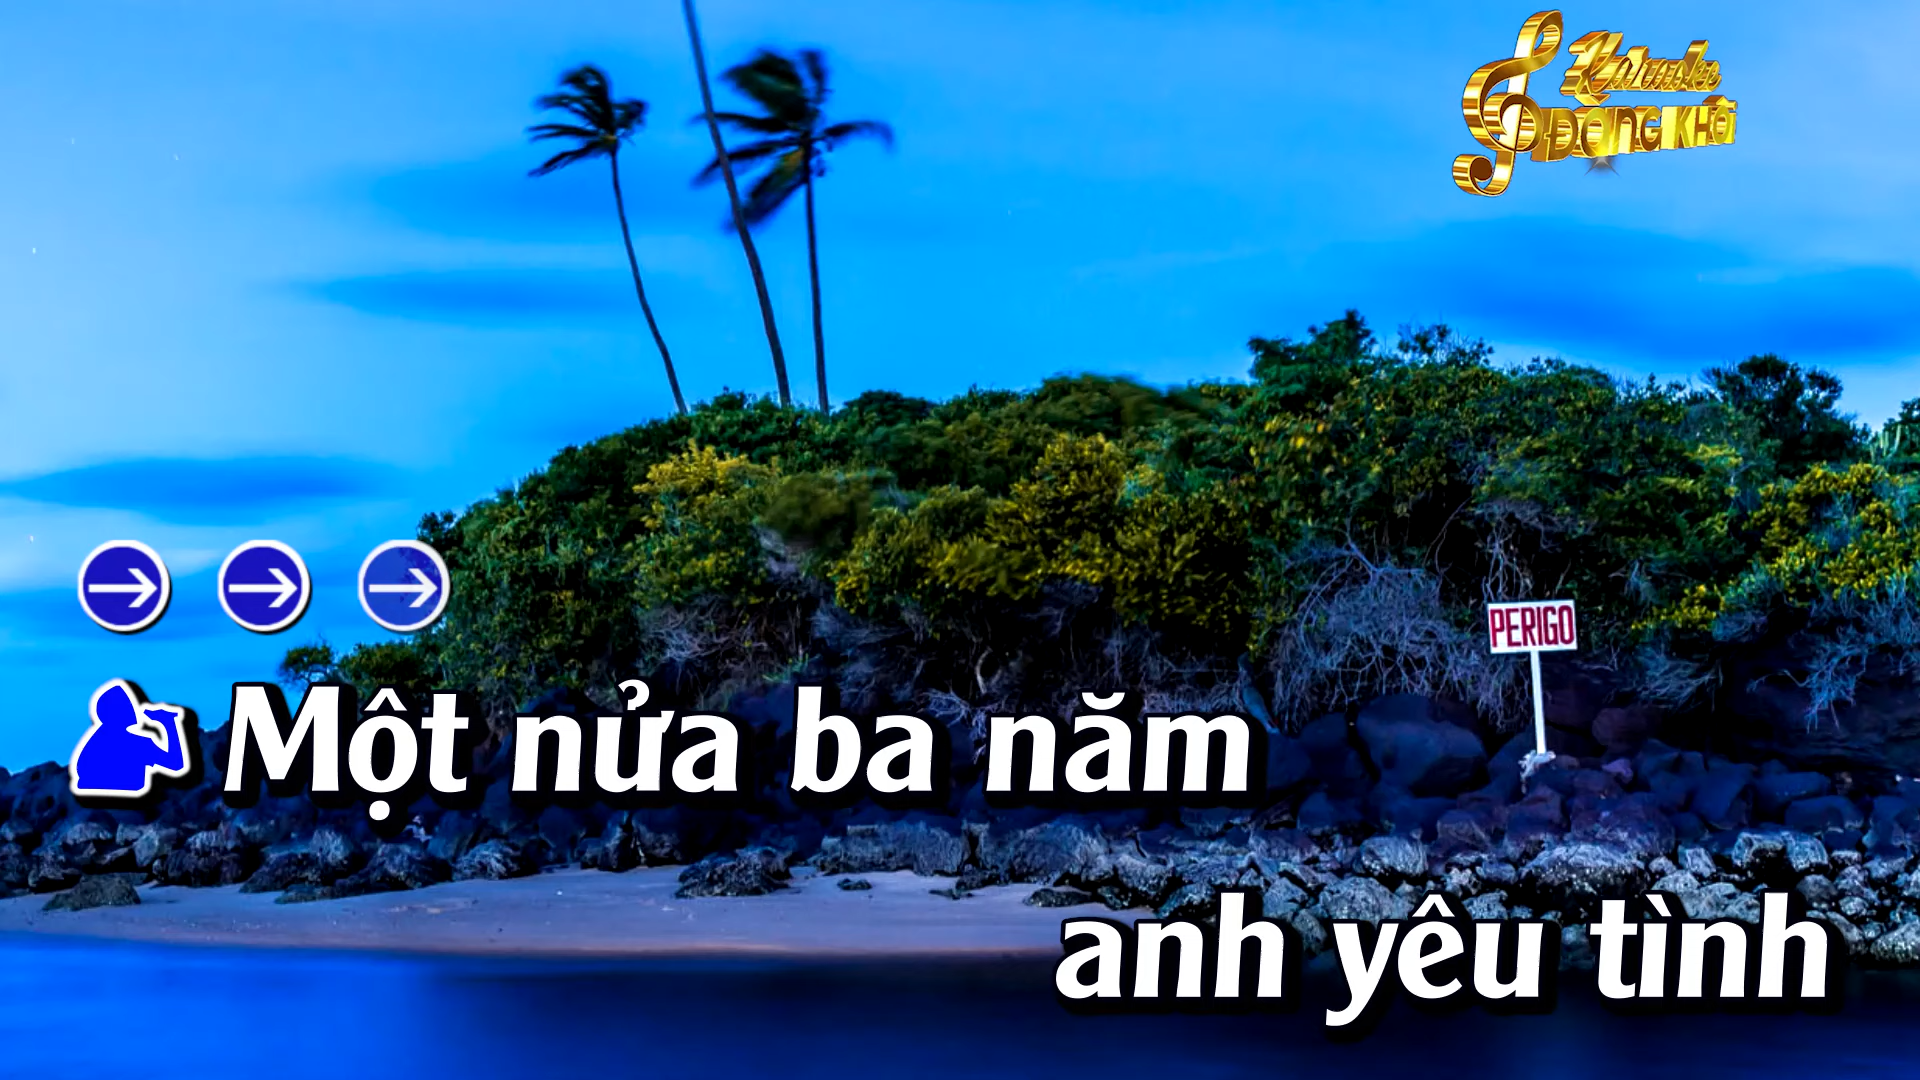 Karaoke
ĐỒNG KHỞI
PERIGO
Một nửa ba năm
anh yêu tình